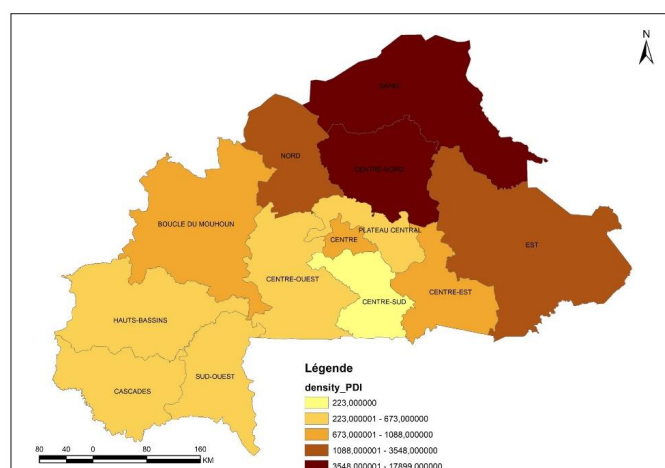 N
SAHEL
NORD
CENTRE-NORD
BOUCLE DU MOUHOUN
PLATEAU CENTRAL
CENTRE
EST
CENTRE-OUEST
CENTRE-EST
CENTRE-SUD
HAUTS-BASSINS
CASCADES
SUD-OUEST
Légende
density_PDI
223,000000
223,000001 - 673,000000
673,000001 - 1088,000000
1088,000001 - 3548,000000
3548,000001 - 17899,000000
80 40 0 80 160
KM